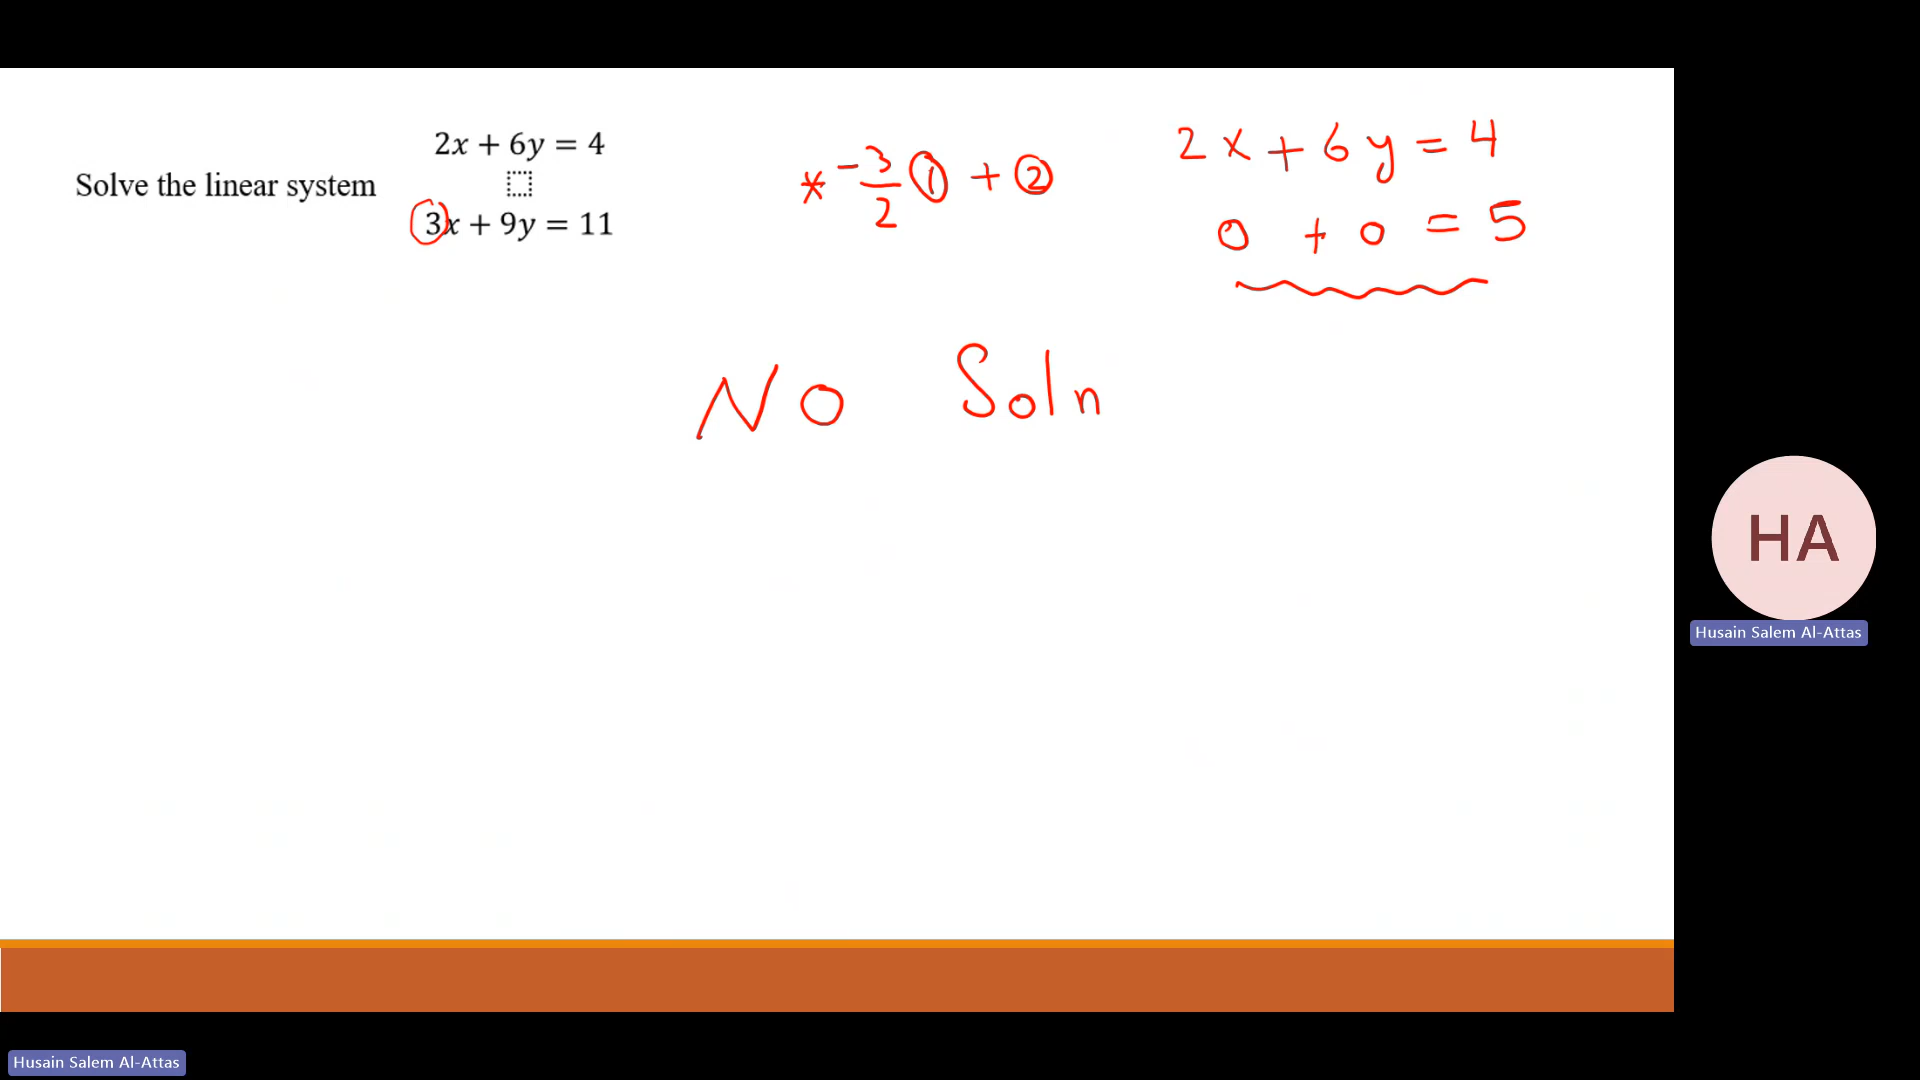 2x + 6y = 4
Solve the linear system
3x + 9y = 11
* -3/2 ① + ②
2x + 6y = 4
0 + 0 = 5
No Soln
HA
Husain Salem Al-Attas
Husain Salem Al-Attas